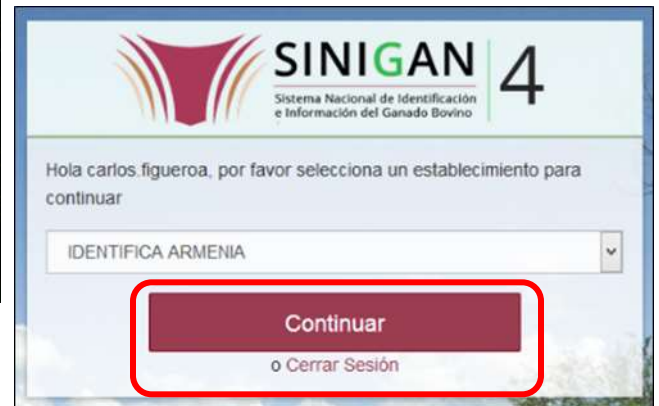 SINIGAN 4
Sistema Nacional de Identificación
e Información del Ganado Bovino
Hola carlos.figueroa, por favor selecciona un establecimiento para
continuar
IDENTIFICA ARMENIA
Continuar
o Cerrar Sesión